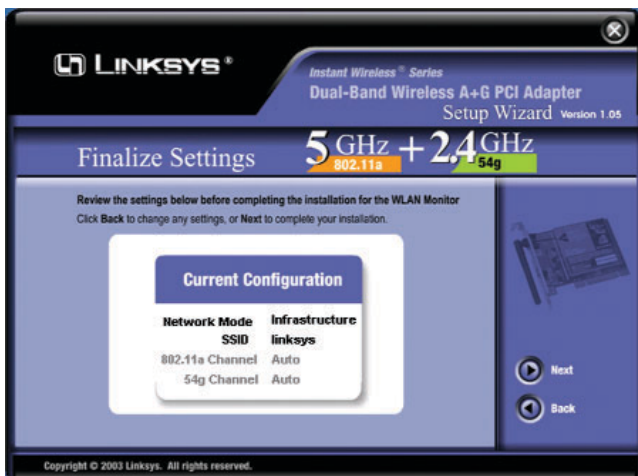 LINKSYS®
Instant Wireless® Series
Dual-Band Wireless A+G PCI Adapter
Setup Wizard Version 1.05
Finalize Settings
5 GHz + 2.4 GHz
802.11a 54g
Review the settings below before completing the installation for the WLAN Monitor
Click Back to change any settings, or Next to complete your installation.
Current Configuration
Network Mode Infrastructure
SSID linksys
802.11a Channel Auto
54g Channel Auto
Next
Back
Copyright © 2003 Linksys. All rights reserved.